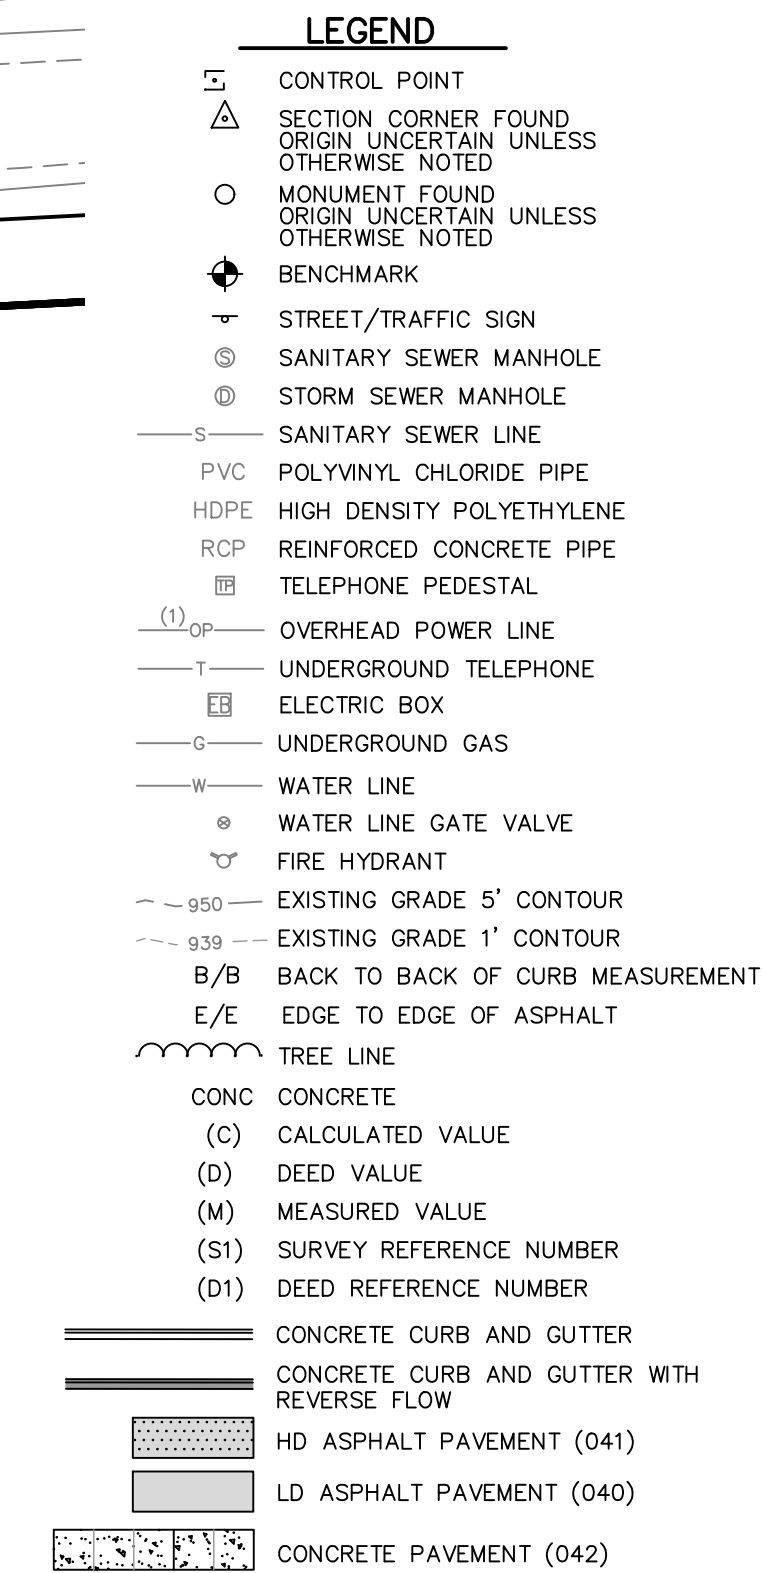 LEGEND
CONTROL POINT
SECTION CORNER FOUND
ORIGIN UNCERTAIN UNLESS
OTHERWISE NOTED
MONUMENT FOUND
ORIGIN UNCERTAIN UNLESS
OTHERWISE NOTED
BENCHMARK
STREET/TRAFFIC SIGN
S SANITARY SEWER MANHOLE
D STORM SEWER MANHOLE
S SANITARY SEWER LINE
PVC POLYVINYL CHLORIDE PIPE
HDPE HIGH DENSITY POLYETHYLENE
RCP REINFORCED CONCRETE PIPE
TP TELEPHONE PEDESTAL
(1) OP OVERHEAD POWER LINE
T UNDERGROUND TELEPHONE
EB ELECTRIC BOX
G UNDERGROUND GAS
W WATER LINE
WATER LINE GATE VALVE
FIRE HYDRANT
950 EXISTING GRADE 5' CONTOUR
939 EXISTING GRADE 1' CONTOUR
B/B BACK TO BACK OF CURB MEASUREMENT
E/E EDGE TO EDGE OF ASPHALT
TREE LINE
CONC CONCRETE
(C) CALCULATED VALUE
(D) DEED VALUE
(M) MEASURED VALUE
(S1) SURVEY REFERENCE NUMBER
(D1) DEED REFERENCE NUMBER
CONCRETE CURB AND GUTTER
CONCRETE CURB AND GUTTER WITH
REVERSE FLOW
HD ASPHALT PAVEMENT (041)
LD ASPHALT PAVEMENT (040)
CONCRETE PAVEMENT (042)